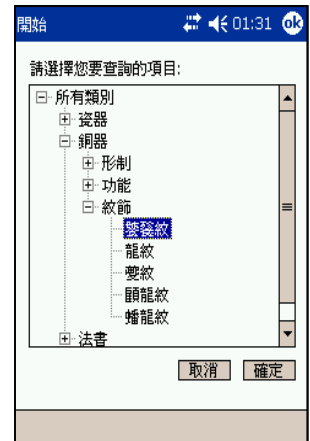 開始 01:31 ok
請選擇您要查詢的項目:
所有類別
瓷器
銅器
形制
功能
紋飾
饕餮紋
龍紋
夔紋
顧龍紋
蟠龍紋
法書
取消 確定